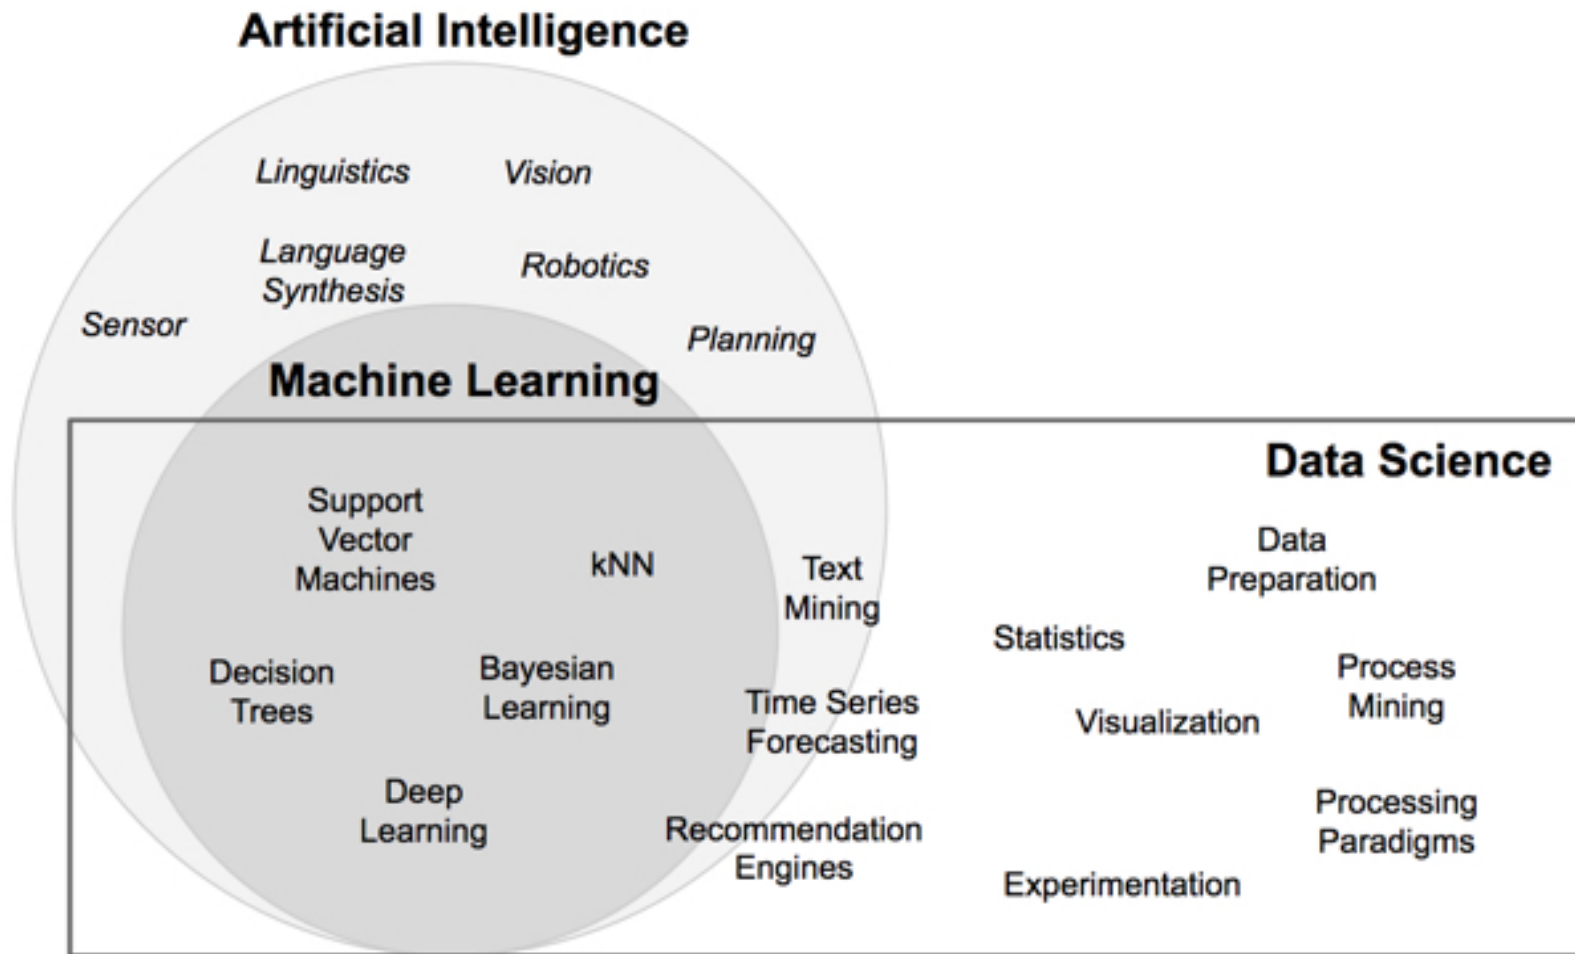 Artificial Intelligence
Linguistics
Vision
Language
Synthesis
Robotics
Sensor
Planning
Machine Learning
Data Science
Support
Vector
Machines
kNN
Text
Mining
Data
Preparation
Statistics
Decision
Trees
Bayesian
Learning
Time Series
Forecasting
Visualization
Process
Mining
Deep
Learning
Recommendation
Engines
Processing
Paradigms
Experimentation